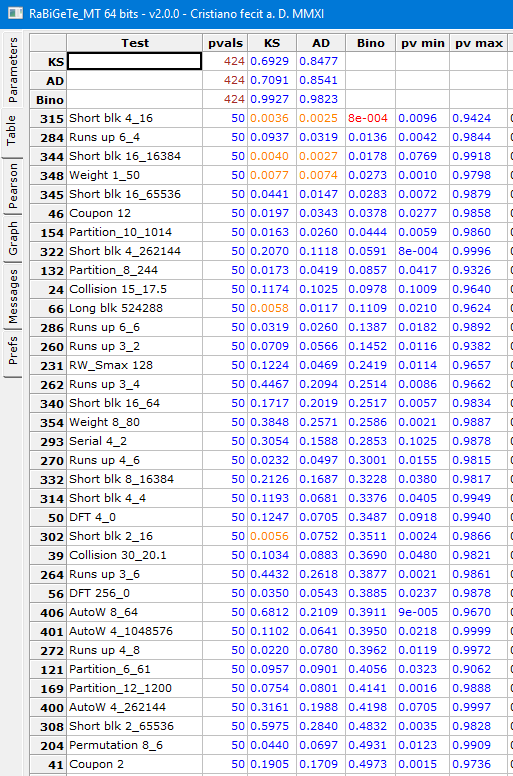 RaBiGeTe_MT 64 bits - v2.0.0 - Cristiano fecit a. D. MMXI
Parameters
Table
Pearson
Graph
Messages
Prefs
Test pvals KS AD Bino pv min pv max
KS 424 0.6929 0.8477
AD 424 0.7091 0.8541
Bino 424 0.9927 0.9823
315 Short blk 4_16 50 0.0036 0.0025 8e-004 0.0096 0.9424
284 Runs up 6_4 50 0.0937 0.0319 0.0136 0.0042 0.9844
344 Short blk 16_16384 50 0.0040 0.0027 0.0178 0.0769 0.9918
348 Weight 1_50 50 0.0077 0.0074 0.0273 0.0010 0.9798
345 Short blk 16_65536 50 0.0441 0.0147 0.0283 0.0072 0.9879
46 Coupon 12 50 0.0197 0.0343 0.0378 0.0277 0.9858
154 Partition_10_1014 50 0.0163 0.0260 0.0444 0.0059 0.9860
322 Short blk 4_262144 50 0.2070 0.1118 0.0591 8e-004 0.9996
132 Partition_8_244 50 0.0173 0.0419 0.0857 0.0417 0.9326
24 Collision 15_17.5 50 0.1174 0.1025 0.0978 0.1009 0.9640
66 Long blk 524288 50 0.0058 0.0117 0.1109 0.0210 0.9624
286 Runs up 6_6 50 0.0319 0.0260 0.1387 0.0182 0.9892
260 Runs up 3_2 50 0.0709 0.0566 0.1452 0.0116 0.9382
231 RW_Smax 128 50 0.1224 0.0469 0.2419 0.0114 0.9657
262 Runs up 3_4 50 0.4467 0.2094 0.2514 0.0086 0.9662
340 Short blk 16_64 50 0.1717 0.2019 0.2517 0.0057 0.9834
354 Weight 8_80 50 0.3848 0.2571 0.2586 0.0021 0.9887
293 Serial 4_2 50 0.3054 0.1588 0.2853 0.1025 0.9878
270 Runs up 4_6 50 0.0232 0.0497 0.3001 0.0155 0.9815
332 Short blk 8_16384 50 0.2126 0.1687 0.3228 0.0380 0.9817
314 Short blk 4_4 50 0.1193 0.0681 0.3376 0.0405 0.9949
50 DFT 4_0 50 0.1247 0.0705 0.3487 0.0918 0.9940
302 Short blk 2_16 50 0.0056 0.0752 0.3511 0.0024 0.9866
39 Collision 30_20.1 50 0.1034 0.0883 0.3690 0.0480 0.9821
264 Runs up 3_6 50 0.4432 0.2618 0.3877 0.0021 0.9861
56 DFT 256_0 50 0.0350 0.0543 0.3885 0.0237 0.9878
406 AutoW 8_64 50 0.6812 0.2109 0.3911 9e-005 0.9670
401 AutoW 4_1048576 50 0.1102 0.0641 0.3950 0.0218 0.9999
272 Runs up 4_8 50 0.0220 0.0780 0.3962 0.0119 0.9972
121 Partition_6_61 50 0.0957 0.0901 0.4056 0.0323 0.9062
169 Partition_12_1200 50 0.0754 0.0801 0.4141 0.0016 0.9888
400 AutoW 4_262144 50 0.3161 0.1988 0.4198 0.0705 0.9997
308 Short blk 2_65536 50 0.5975 0.2840 0.4832 0.0035 0.9828
204 Permutation 8_6 50 0.0440 0.0697 0.4931 0.0123 0.9909
41 Coupon 2 50 0.1905 0.1709 0.4973 0.0015 0.9736